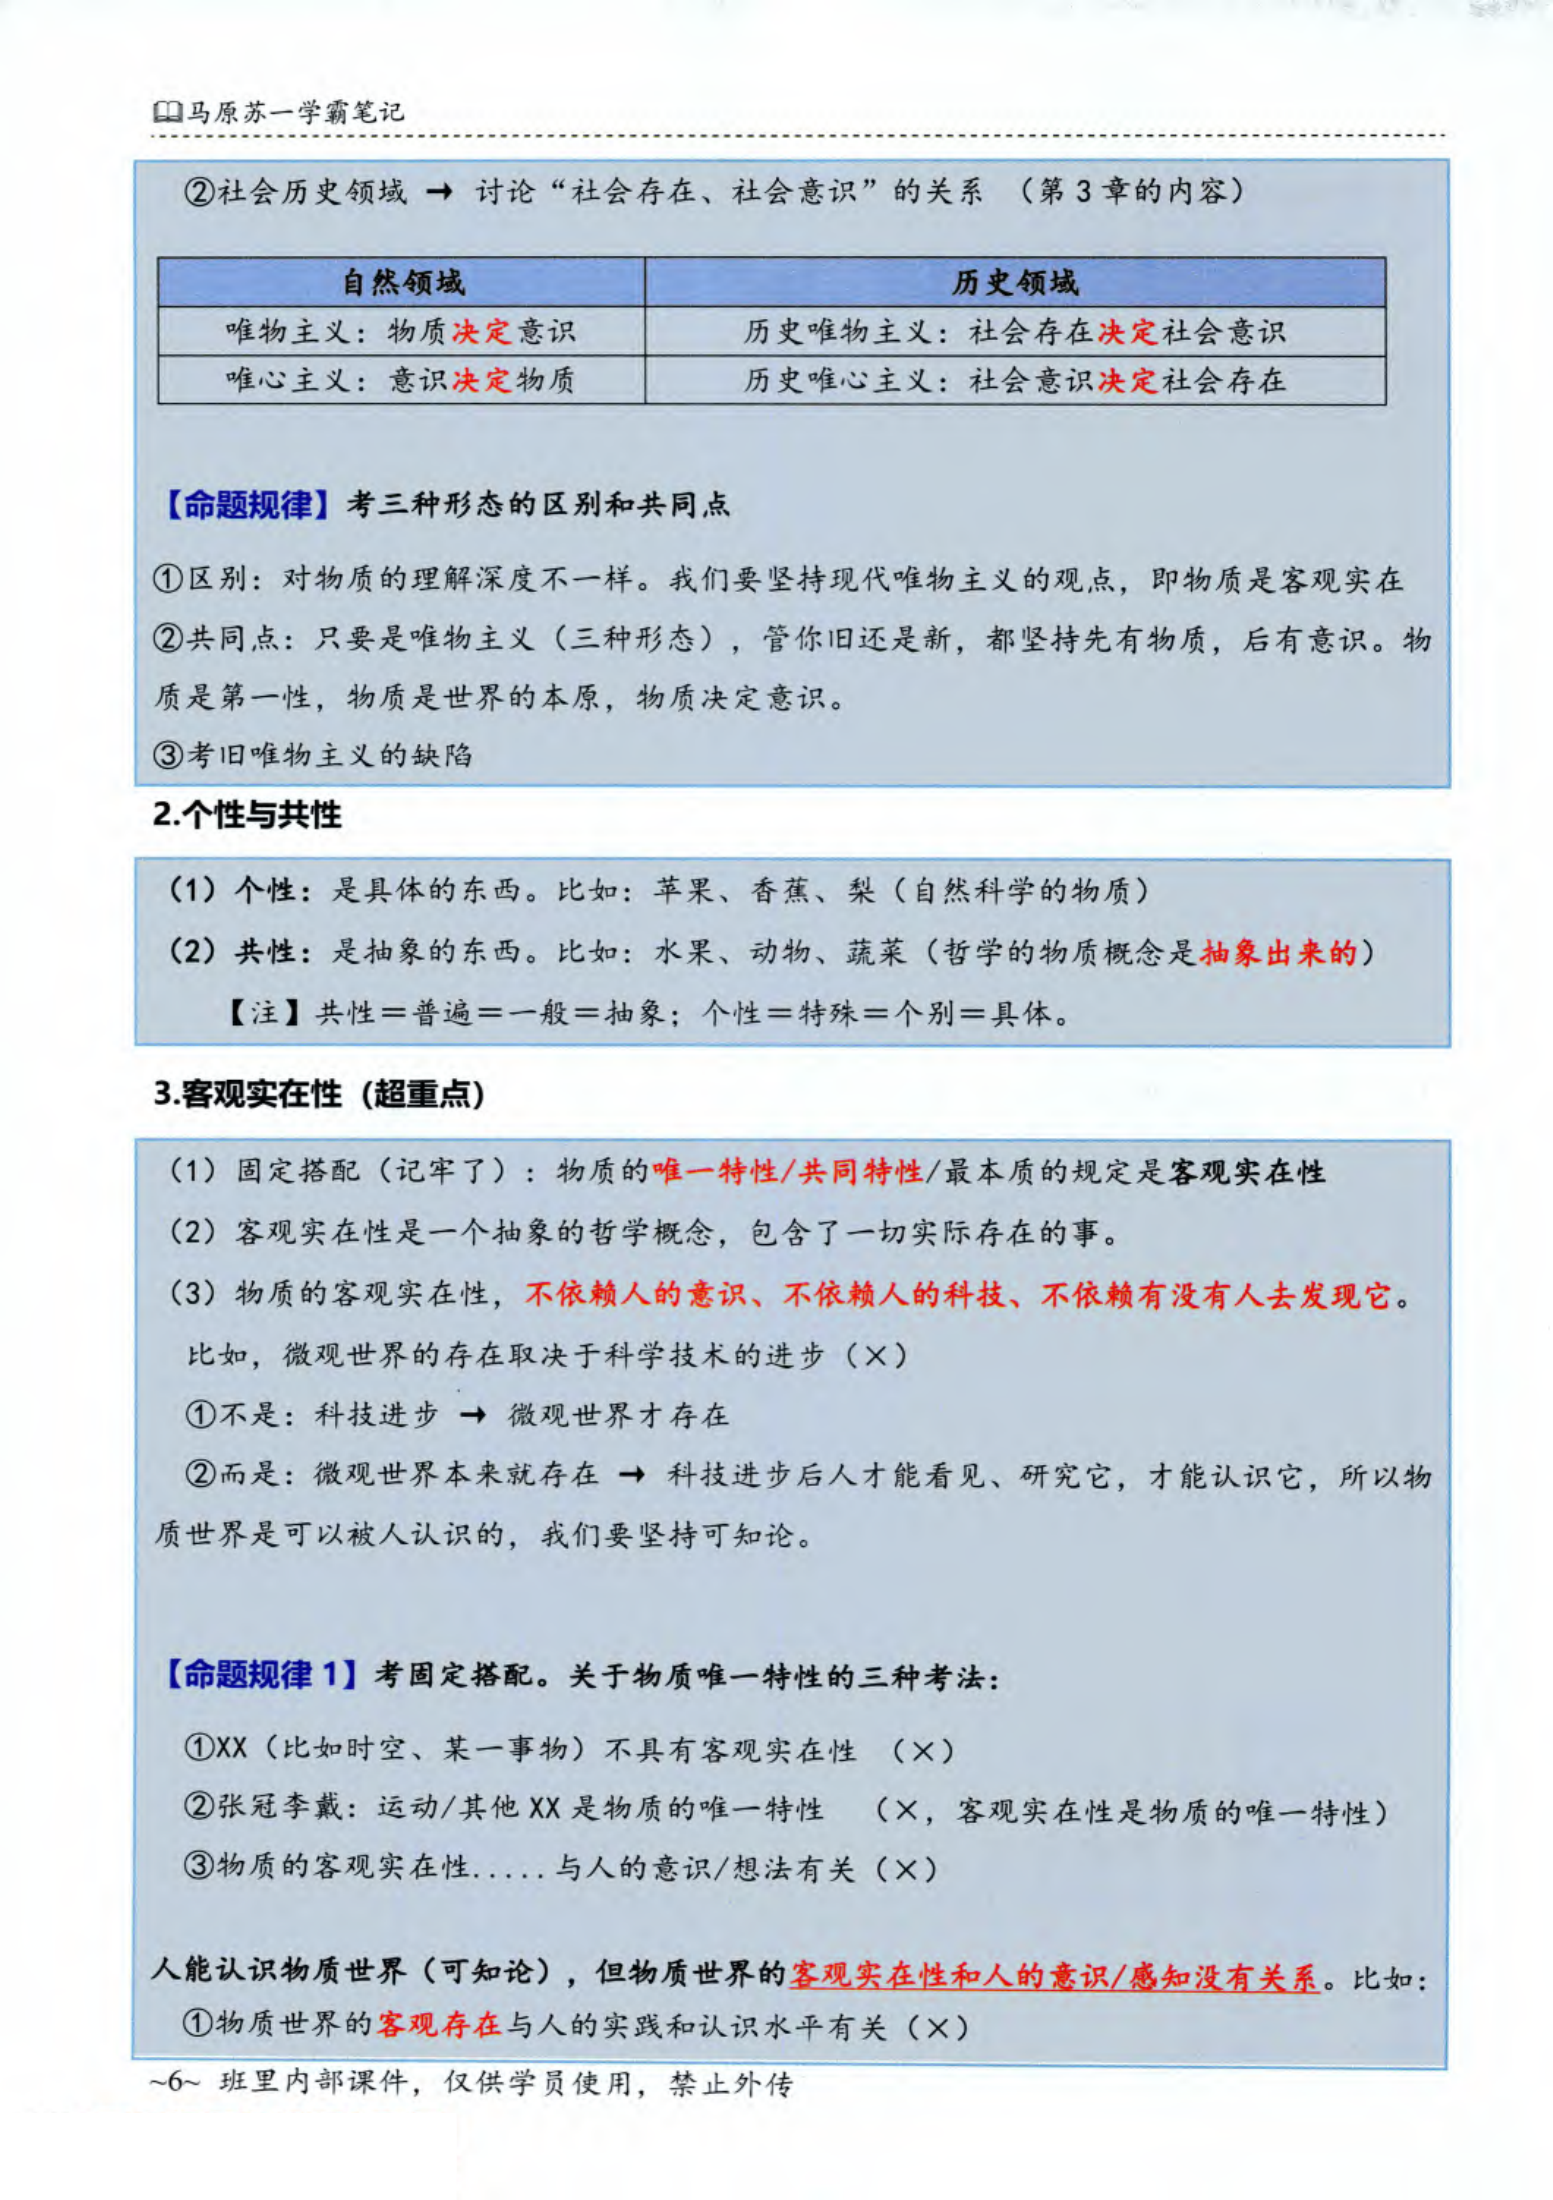 马原苏一学霸笔记
②社会历史领域 → 讨论“社会存在、社会意识”的关系 （第 3 章的内容）
自然领域 历史领域
唯物主义：物质决定意识 历史唯物主义：社会存在决定社会意识
唯心主义：意识决定物质 历史唯心主义：社会意识决定社会存在
【命题规律】考三种形态的区别和共同点
①区别：对物质的理解深度不一样。我们要坚持现代唯物主义的观点，即物质是客观实在
②共同点：只要是唯物主义（三种形态），管你旧还是新，都坚持先有物质，后有意识。物
质是第一性，物质是世界的本原，物质决定意识。
③考旧唯物主义的缺陷
2.个性与共性
（1）个性：是具体的东西。比如：苹果、香蕉、梨（自然科学的物质）
（2）共性：是抽象的东西。比如：水果、动物、蔬菜（哲学的物质概念是抽象出来的）
【注】共性＝普遍＝一般＝抽象；个性＝特殊＝个别＝具体。
3.客观实在性（超重点）
（1）固定搭配（记牢了）：物质的唯一特性/共同特性/最本质的规定是客观实在性
（2）客观实在性是一个抽象的哲学概念，包含了一切实际存在的事。
（3）物质的客观实在性，不依赖人的意识、不依赖人的科技、不依赖有没有人去发现它。
比如，微观世界的存在取决于科学技术的进步（×）
①不是：科技进步 → 微观世界才存在
②而是：微观世界本来就存在 → 科技进步后人才能看见、研究它，才能认识它，所以物
质世界是可以被人认识的，我们要坚持可知论。
【命题规律 1】考固定搭配。关于物质唯一特性的三种考法：
①XX（比如时空、某一事物）不具有客观实在性 （×）
②张冠李戴：运动/其他 XX 是物质的唯一特性 （×，客观实在性是物质的唯一特性）
③物质的客观实在性.....与人的意识/想法有关（×）
人能认识物质世界（可知论），但物质世界的客观实在性和人的意识/感知没有关系。比如：
①物质世界的客观存在与人的实践和认识水平有关（×）
~6~ 班里内部课件，仅供学员使用，禁止外传